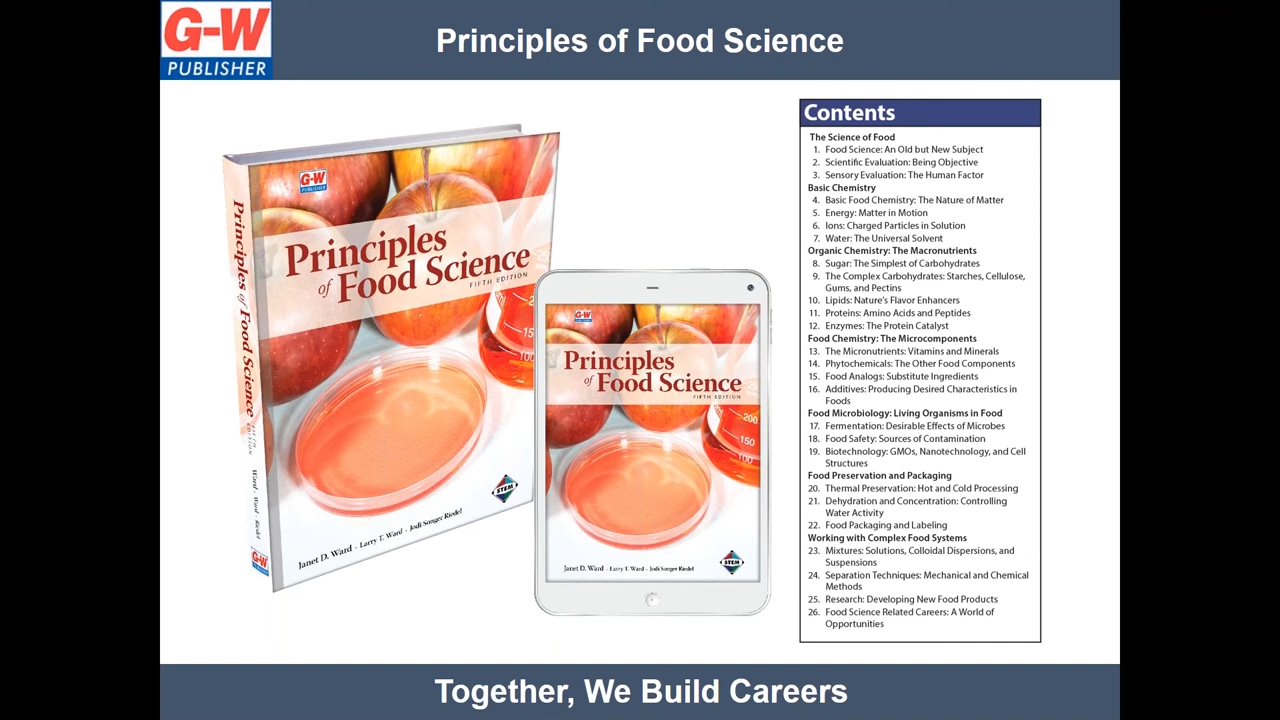 G-W
PUBLISHER
Principles of Food Science
G-W
PUBLISHER
Principles
of Food Science
FIFTH EDITION
Principles of Food Science
FIFTH EDITION
Ward · Ward · Riedel
G-W
PUBLISHER
150
100
STEM
Janet D. Ward · Larry T. Ward · Jodi Songer Riedel
G-W
Principles
of Food Science
FIFTH EDITION
200
150
100
STEM
Janet D. Ward · Larry T. Ward · Jodi Songer Riedel
Contents
The Science of Food
1. Food Science: An Old but New Subject
2. Scientific Evaluation: Being Objective
3. Sensory Evaluation: The Human Factor
Basic Chemistry
4. Basic Food Chemistry: The Nature of Matter
5. Energy: Matter in Motion
6. Ions: Charged Particles in Solution
7. Water: The Universal Solvent
Organic Chemistry: The Macronutrients
8. Sugar: The Simplest of Carbohydrates
9. The Complex Carbohydrates: Starches, Cellulose,
Gums, and Pectins
10. Lipids: Nature's Flavor Enhancers
11. Proteins: Amino Acids and Peptides
12. Enzymes: The Protein Catalyst
Food Chemistry: The Microcomponents
13. The Micronutrients: Vitamins and Minerals
14. Phytochemicals: The Other Food Components
15. Food Analogs: Substitute Ingredients
16. Additives: Producing Desired Characteristics in
Foods
Food Microbiology: Living Organisms in Food
17. Fermentation: Desirable Effects of Microbes
18. Food Safety: Sources of Contamination
19. Biotechnology: GMOs, Nanotechnology, and Cell
Structures
Food Preservation and Packaging
20. Thermal Preservation: Hot and Cold Processing
21. Dehydration and Concentration: Controlling
Water Activity
22. Food Packaging and Labeling
Working with Complex Food Systems
23. Mixtures: Solutions, Colloidal Dispersions, and
Suspensions
24. Separation Techniques: Mechanical and Chemical
Methods
25. Research: Developing New Food Products
26. Food Science Related Careers: A World of
Opportunities
Together, We Build Careers